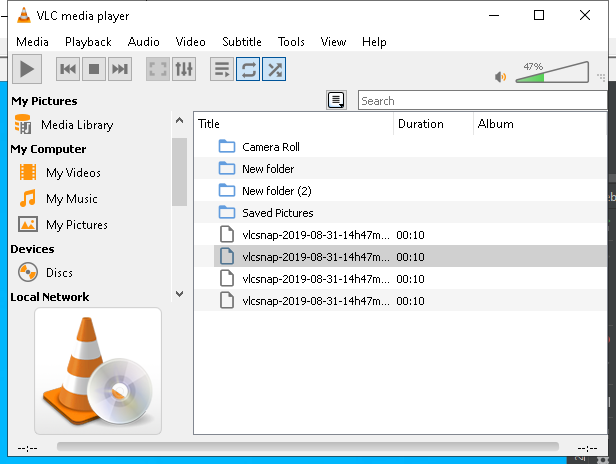 VLC media player
Media Playback Audio Video Subtitle Tools View Help
47%
My Pictures
Media Library
My Computer
My Videos
My Music
My Pictures
Devices
Discs
Local Network
Search
Title Duration Album
Camera Roll
New folder
New folder (2)
Saved Pictures
vlcsnap-2019-08-31-14h47m... 00:10
vlcsnap-2019-08-31-14h47m... 00:10
vlcsnap-2019-08-31-14h47m... 00:10
vlcsnap-2019-08-31-14h47m... 00:10
--:-- --:--